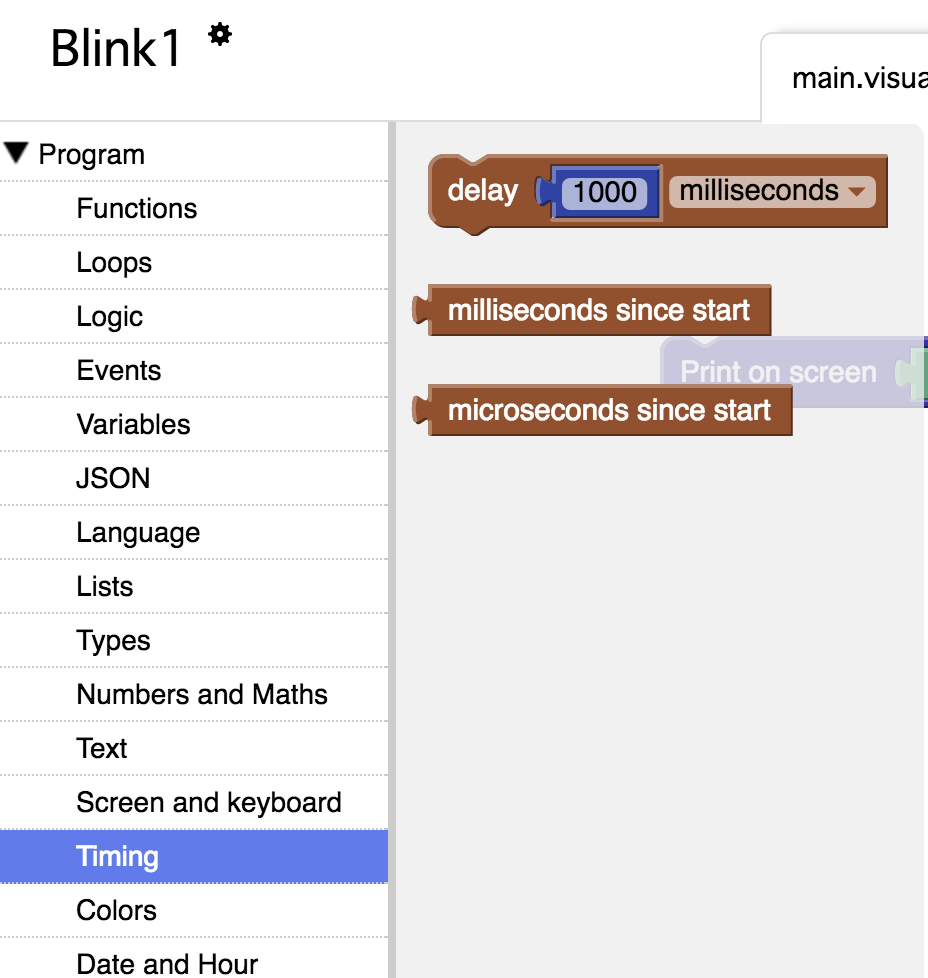 Blink1
main.visua
Program
Functions
Loops
Logic
Events
Variables
JSON
Language
Lists
Types
Numbers and Maths
Text
Screen and keyboard
Timing
Colors
Date and Hour
delay 1000 milliseconds
milliseconds since start
Print on screen
microseconds since start